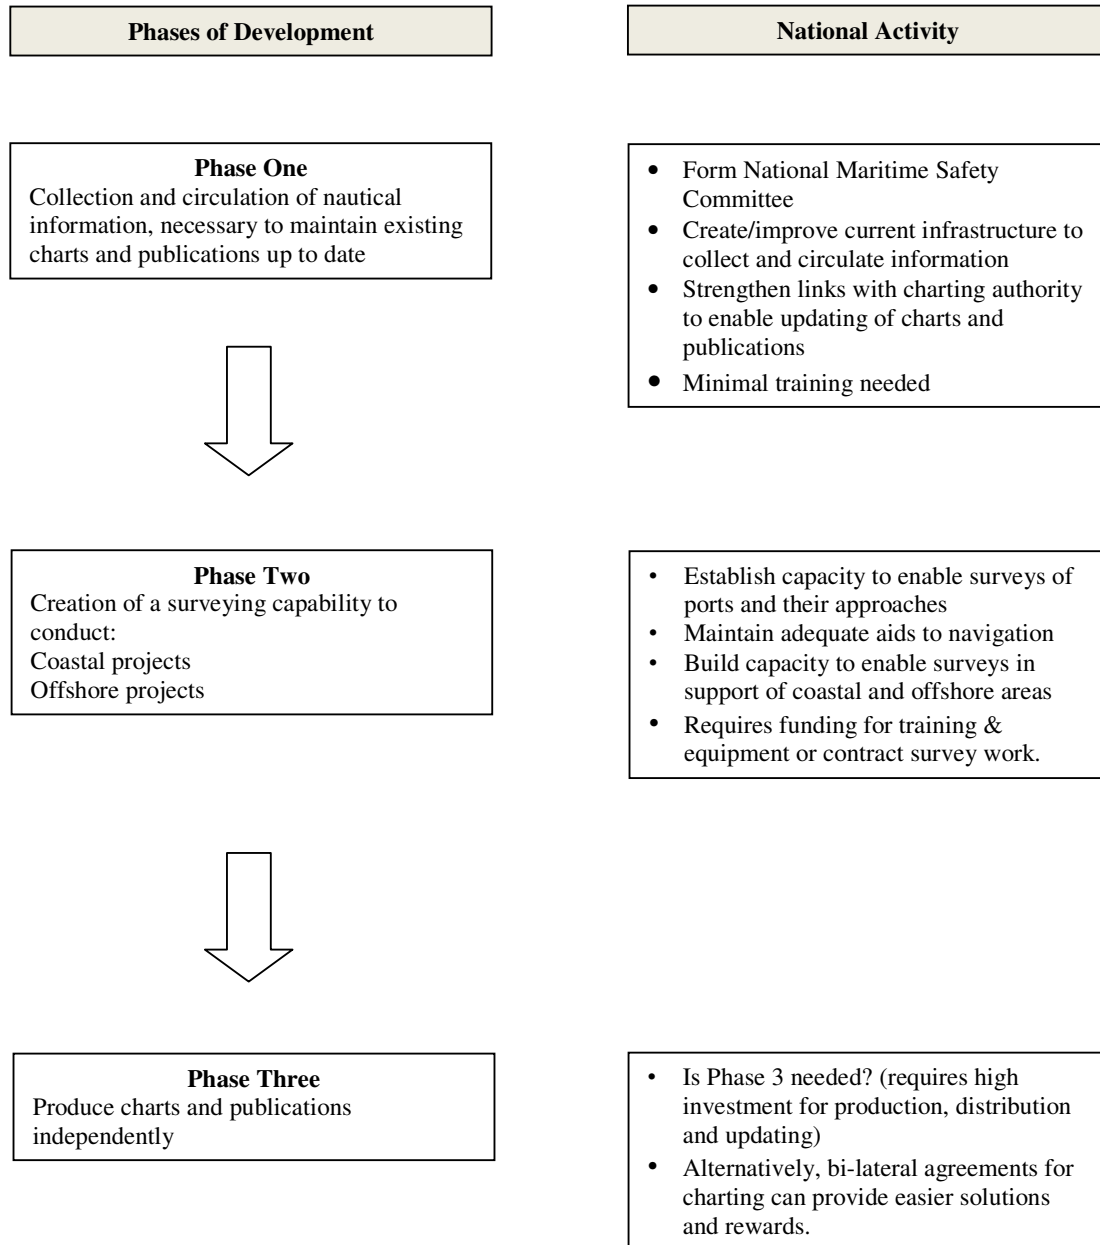 Phases of Development
National Activity
Phase One
Collection and circulation of nautical
information, necessary to maintain existing
charts and publications up to date
• Form National Maritime Safety
Committee
• Create/improve current infrastructure to
collect and circulate information
• Strengthen links with charting authority
to enable updating of charts and
publications
• Minimal training needed
Phase Two
Creation of a surveying capability to
conduct:
Coastal projects
Offshore projects
• Establish capacity to enable surveys of
ports and their approaches
• Maintain adequate aids to navigation
• Build capacity to enable surveys in
support of coastal and offshore areas
• Requires funding for training &
equipment or contract survey work.
Phase Three
Produce charts and publications
independently
• Is Phase 3 needed? (requires high
investment for production, distribution
and updating)
• Alternatively, bi-lateral agreements for
charting can provide easier solutions
and rewards.